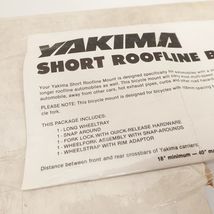 YAKIMA
SHORT ROOFLINE B
Your Yakima Short Roofline Mount is designed specifically for automobiles with
longer roofline automobiles as well. This bicycle mount
automobile, away from other cars, hot exhaust pipes, curbs, and other road
PLEASE NOTE: This bicycle mount is designed for bicycles with
cle fork.
THIS PACKAGE INCLUDES:
1 - LONG WHEELTRAY
1 - SNAP AROUND
1 - FORK LOCK WITH QUICK-RELEASE HARDWARE
1 - WHEELFORK ASSEMBLY WITH SNAP-AROUNDS
1 - WHEELSTRAP WITH RIM ADAPTOR
Distance between front and rear crossbars of Yakima carriers:
18" minimum — 40"